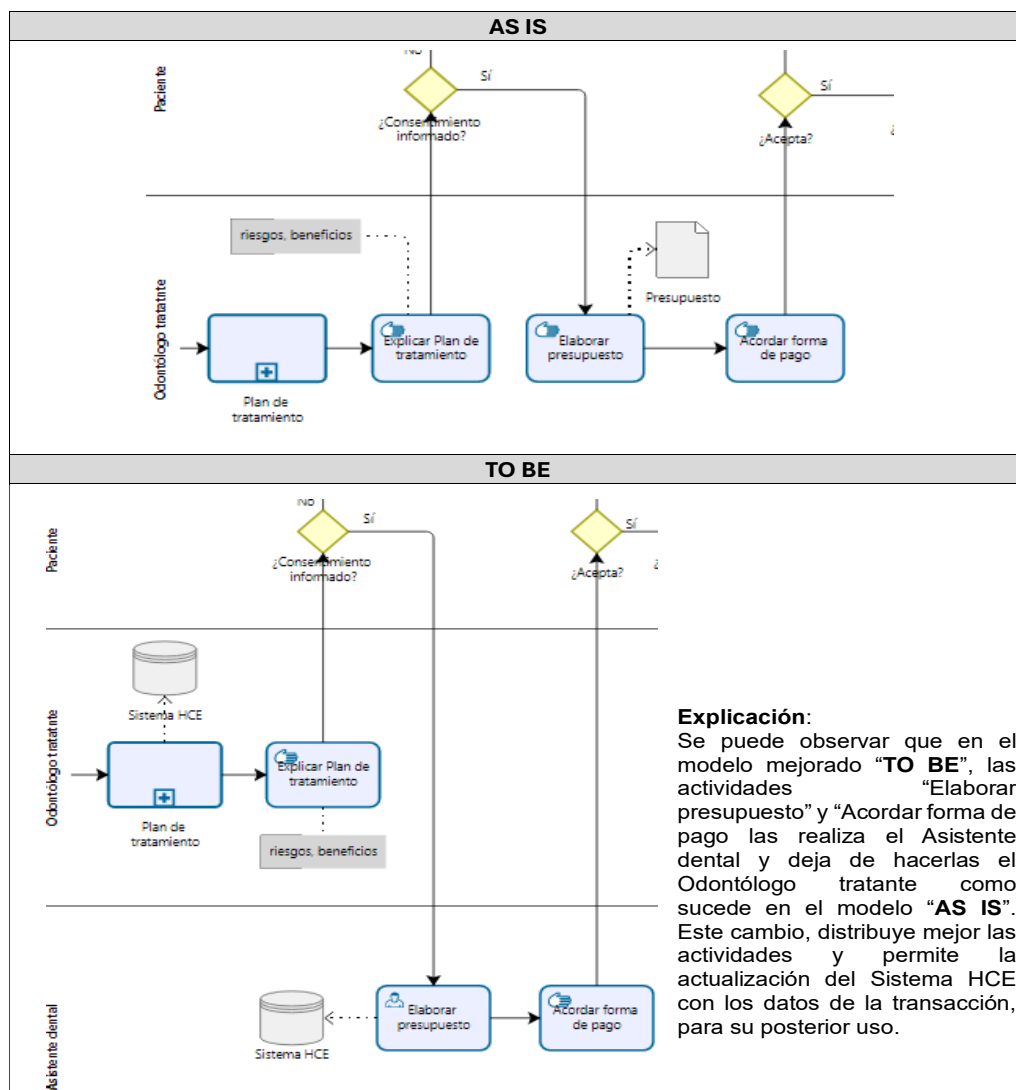 AS IS
Paciente
No
Sí
¿Consentimiento
informado?
Sí
¿Acepta?
Odontólogo tratatnte
riesgos, beneficios
Presupuesto
Explicar Plan de
tratamiento
Elaborar
presupuesto
Acordar forma
de pago
Plan de
tratamiento
TO BE
Paciente
No
Sí
¿Consentimiento
informado?
Sí
¿Acepta?
Odontólogo tratatnte
Sistema HCE
Explicar Plan de
tratamiento
Plan de
tratamiento
riesgos, beneficios
Asistente dental
Elaborar
presupuesto
Acordar forma
de pago
Sistema HCE
Explicación:
Se puede observar que en el
modelo mejorado “TO BE”, las
actividades “Elaborar
presupuesto” y “Acordar forma de
pago las realiza el Asistente
dental y deja de hacerlas el
Odontólogo tratante como
sucede en el modelo “AS IS”.
Este cambio, distribuye mejor las
actividades y permite la
actualización del Sistema HCE
con los datos de la transacción,
para su posterior uso.